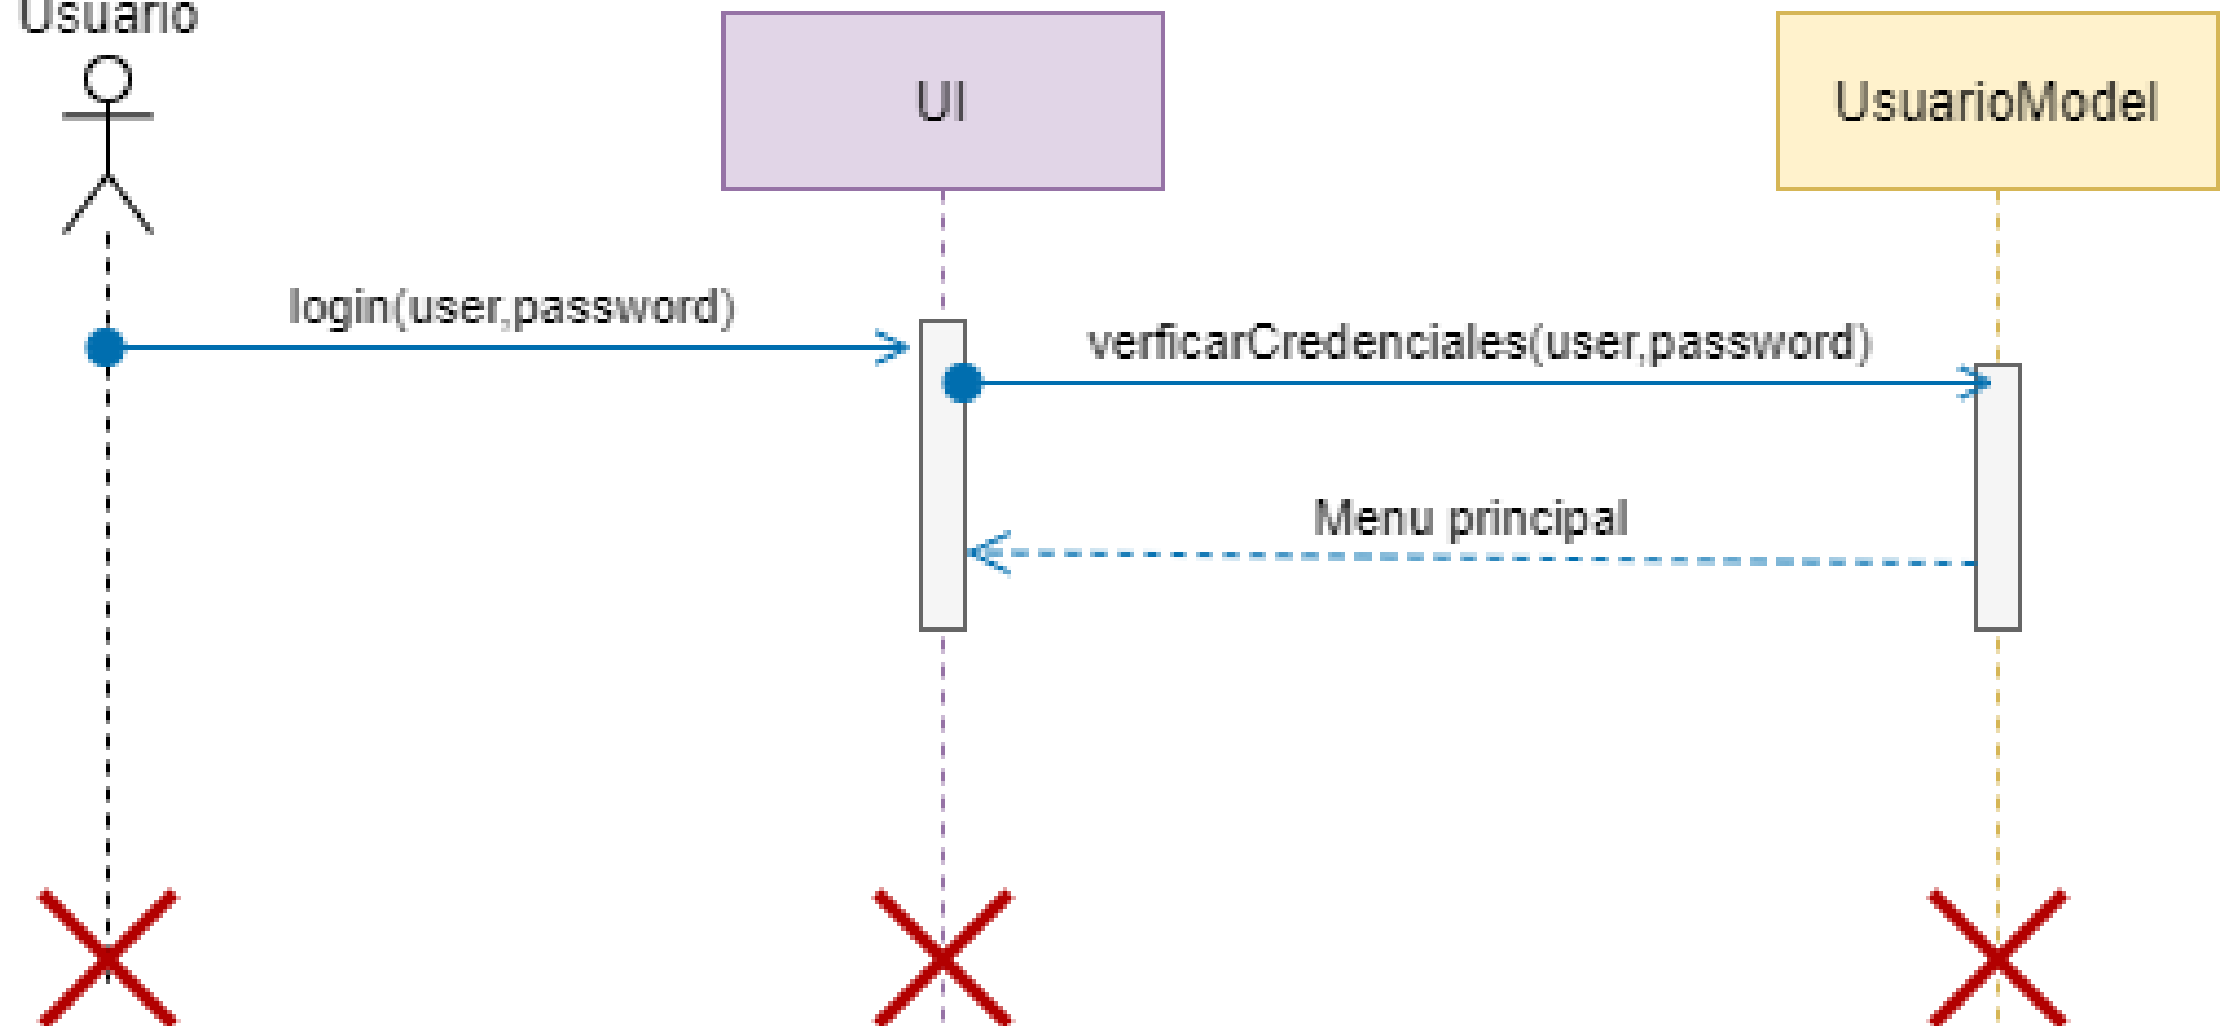 Usuario
UI
UsuarioModel
login(user,password)
verficarCredenciales(user,password)
Menu principal